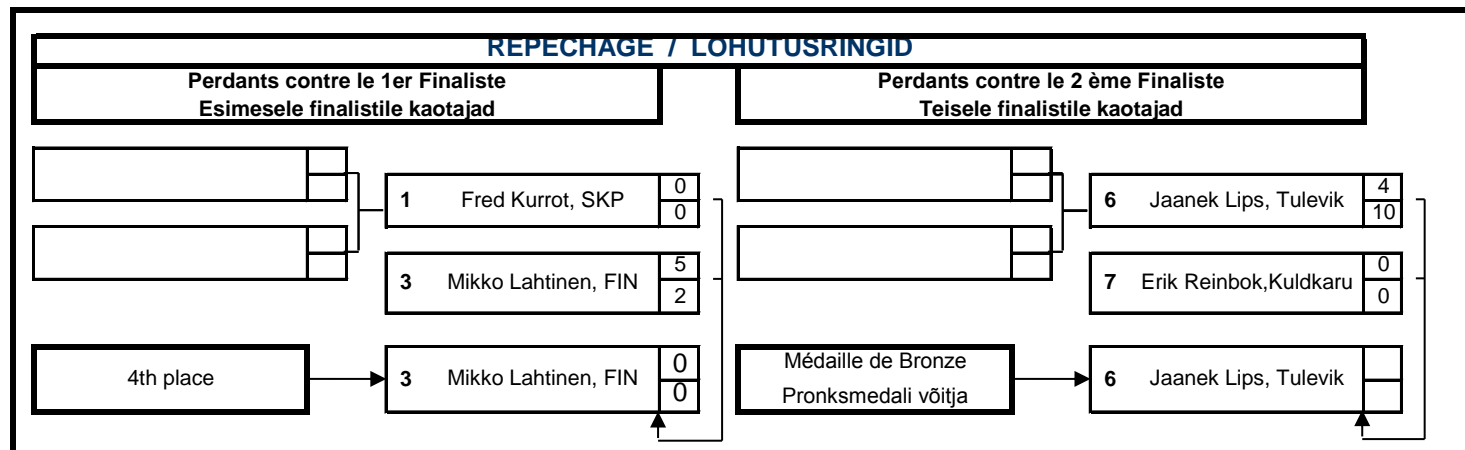 REPECHAGE / LOHUTUSRINGID
Perdants contre le 1er Finaliste
Esimesele finalistile kaotajad
Perdants contre le 2 ème Finaliste
Teisele finalistile kaotajad
1 Fred Kurrot, SKP 0
0
3 Mikko Lahtinen, FIN 5
2
6 Jaanek Lips, Tulevik 4
10
7 Erik Reinbok,Kuldkaru 0
0
4th place
3 Mikko Lahtinen, FIN 0
0
Médaille de Bronze
Pronksmedali võitja
6 Jaanek Lips, Tulevik